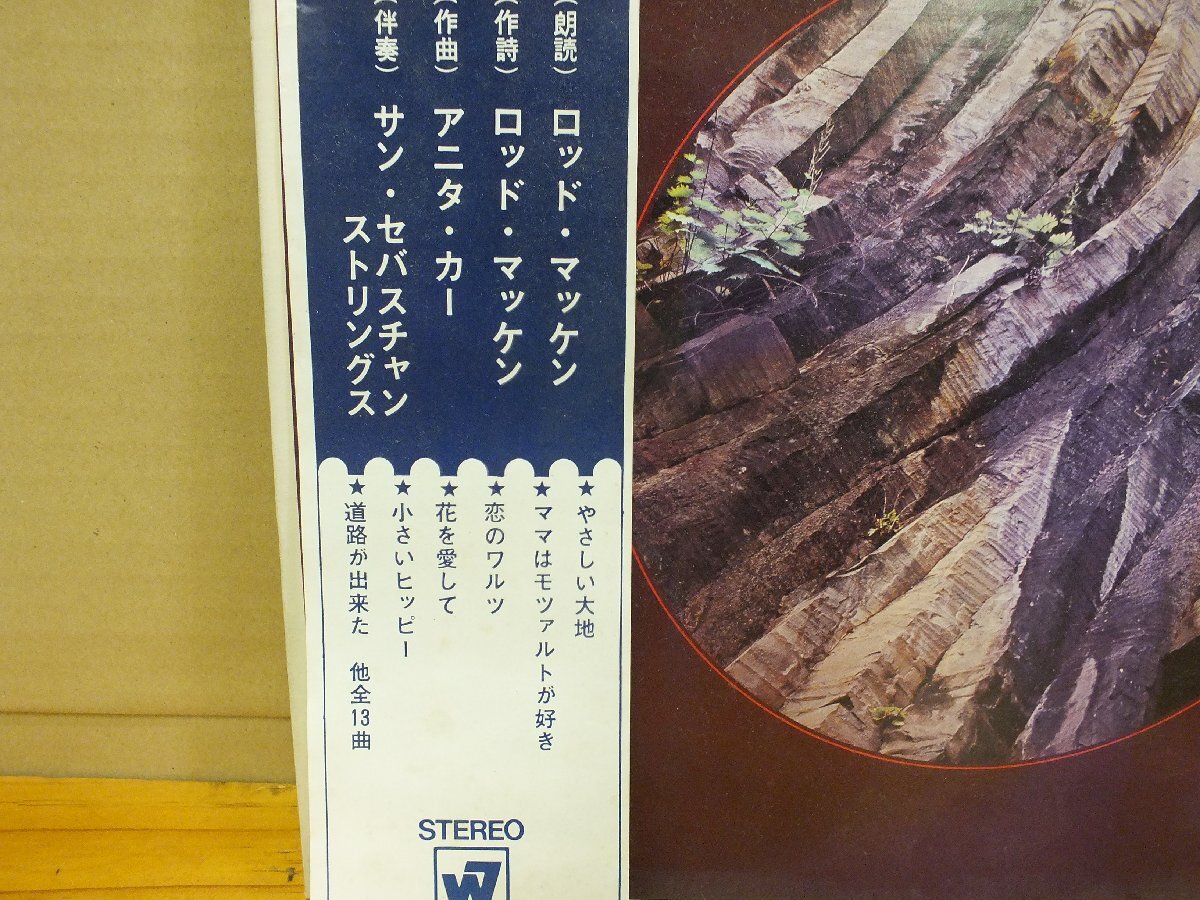 (朗読) ロッド・マッケン
(作詩) ロッド・マッケン
(作曲) アニタ・カー
(伴奏) サン・セバスチャン
ストリングス
★やさしい大地
★ママはモツァルトが好き
★恋のワルツ
★花を愛して
★小さいヒッピー
★道路が出来た 他全13曲
STEREO
W7